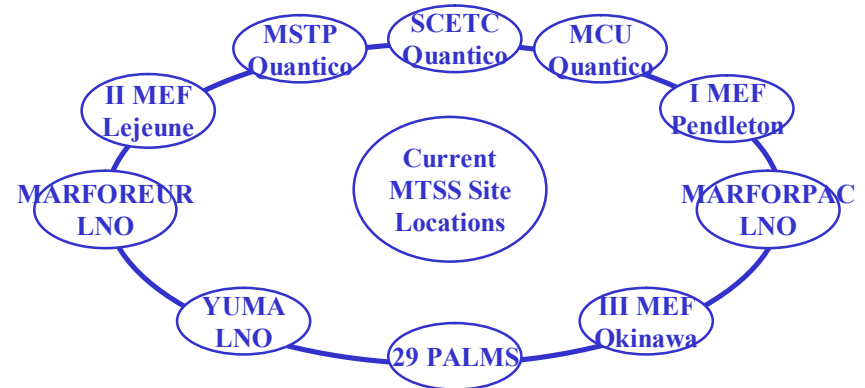 SCETC
Quantico
MSTP
Quantico
MCU
Quantico
II MEF
Lejeune
I MEF
Pendleton
Current
MTSS Site
Locations
MARFOREUR
LNO
MARFORPAC
LNO
YUMA
LNO
III MEF
Okinawa
29 PALMS